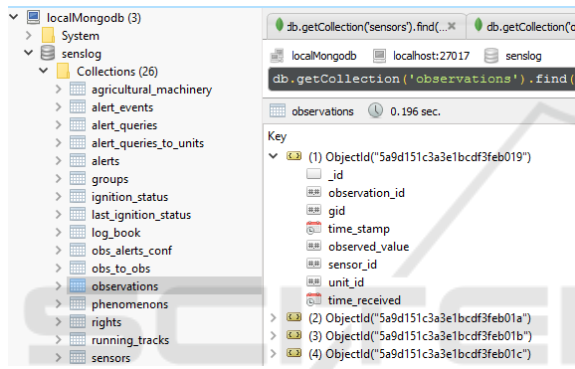 localMongodb (3)
System
senslog
Collections (26)
agricultural_machinery
alert_events
alert_queries
alert_queries_to_units
alerts
groups
ignition_status
last_ignition_status
log_book
obs_alerts_conf
obs_to_obs
observations
phenomenons
rights
running_tracks
sensors
db.getCollection('sensors').find(... db.getCollection('o
localMongodb localhost:27017 senslog
db.getCollection('observations').find(
observations 0.196 sec.
Key
(1) ObjectId("5a9d151c3a3e1bcdf3feb019")
_id
observation_id
gid
time_stamp
observed_value
sensor_id
unit_id
time_received
(2) ObjectId("5a9d151c3a3e1bcdf3feb01a")
(3) ObjectId("5a9d151c3a3e1bcdf3feb01b")
(4) ObjectId("5a9d151c3a3e1bcdf3feb01c")